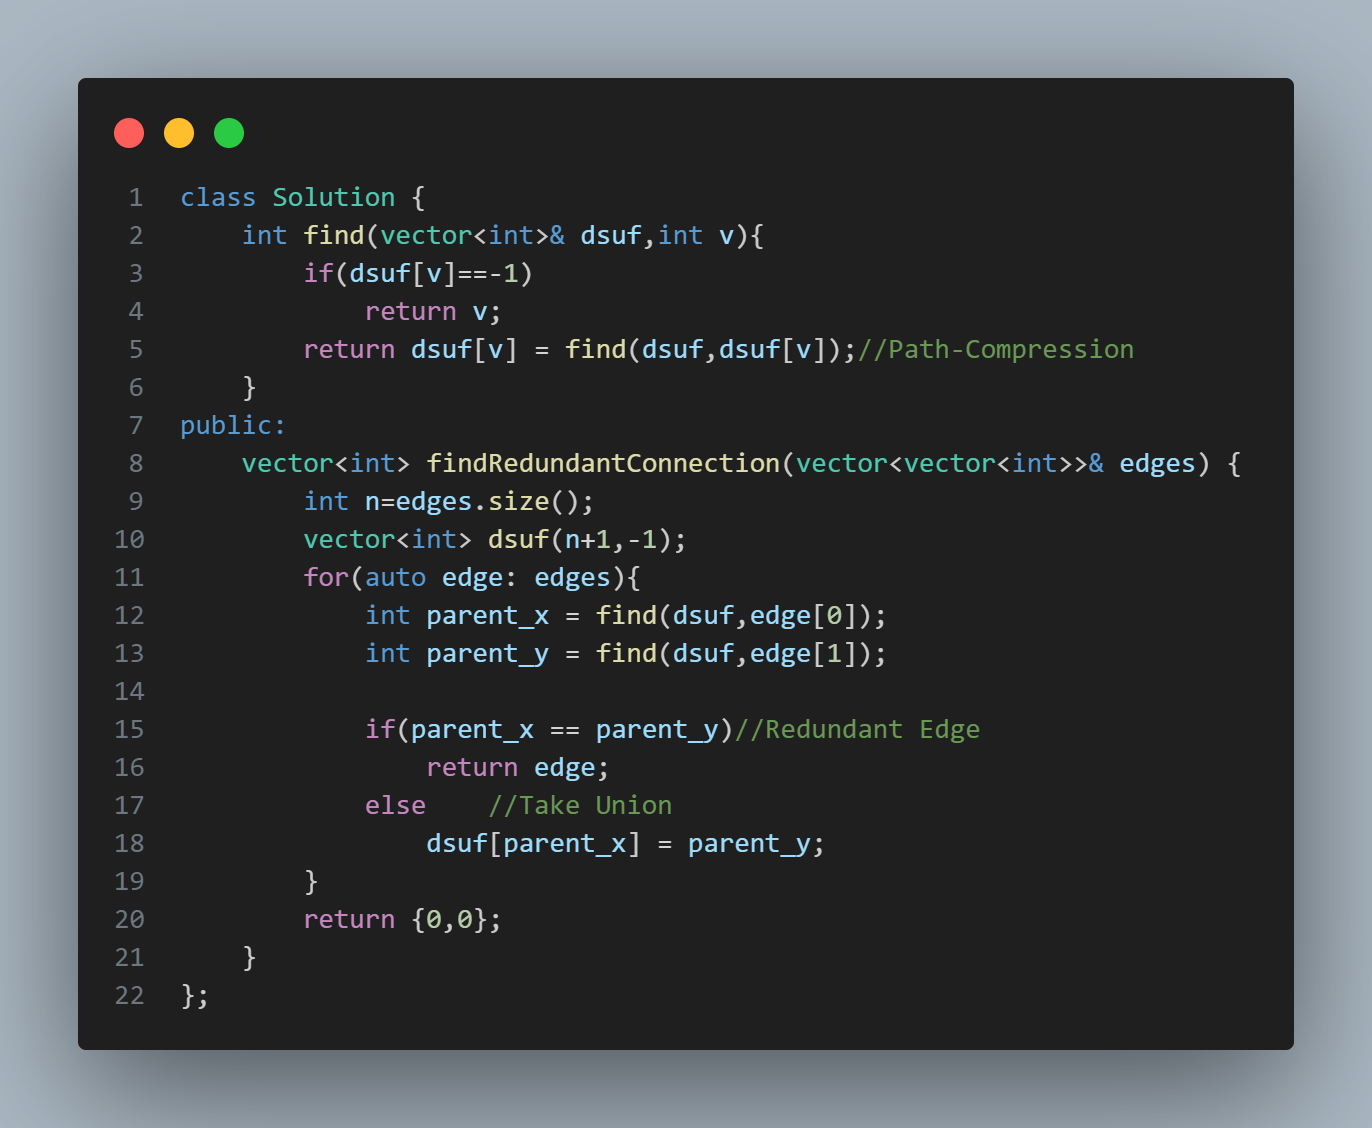 1 class Solution {
2     int find(vector<int>& dsuf,int v){
3         if(dsuf[v]==-1)
4             return v;
5         return dsuf[v] = find(dsuf,dsuf[v]);//Path-Compression
6     }
7 public:
8     vector<int> findRedundantConnection(vector<vector<int>>& edges) {
9         int n=edges.size();
10         vector<int> dsuf(n+1,-1);
11         for(auto edge: edges){
12             int parent_x = find(dsuf,edge[0]);
13             int parent_y = find(dsuf,edge[1]);
14
15             if(parent_x == parent_y)//Redundant Edge
16                 return edge;
17             else    //Take Union
18                 dsuf[parent_x] = parent_y;
19         }
20         return {0,0};
21     }
22 };